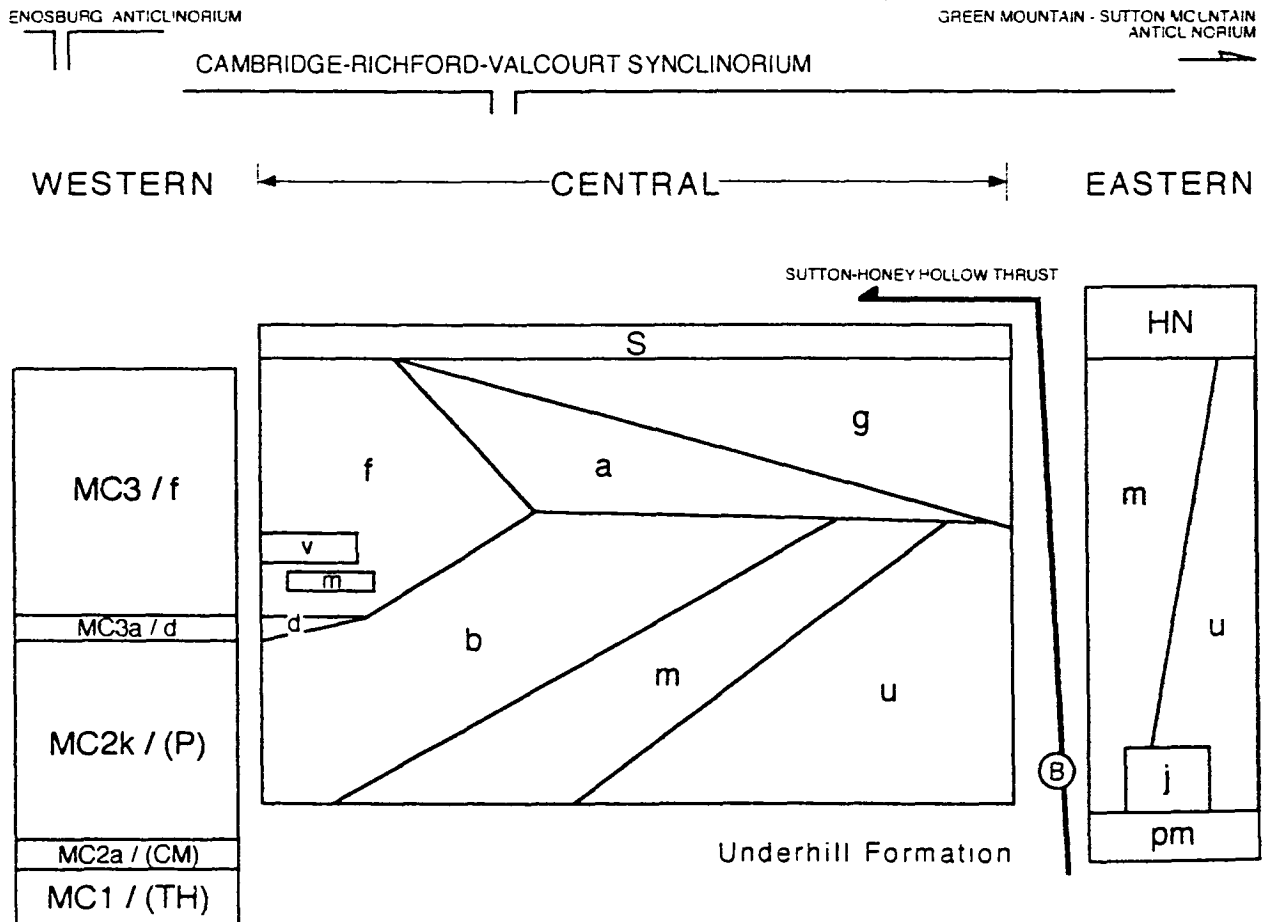 ENOSBURG ANTICLINORIUM
GREEN MOUNTAIN - SUTTON MOUNTAIN
ANTICLINORIUM
CAMBRIDGE-RICHFORD-VALCOURT SYNCLINORIUM
WESTERN
CENTRAL
EASTERN
SUTTON-HONEY HOLLOW THRUST
HN
S
g
a
f
MC3 / f
m
v
m
MC3a / d
d
b
u
m
u
MC2k / (P)
B
j
pm
MC2a / (CM)
Underhill Formation
MC1 / (TH)